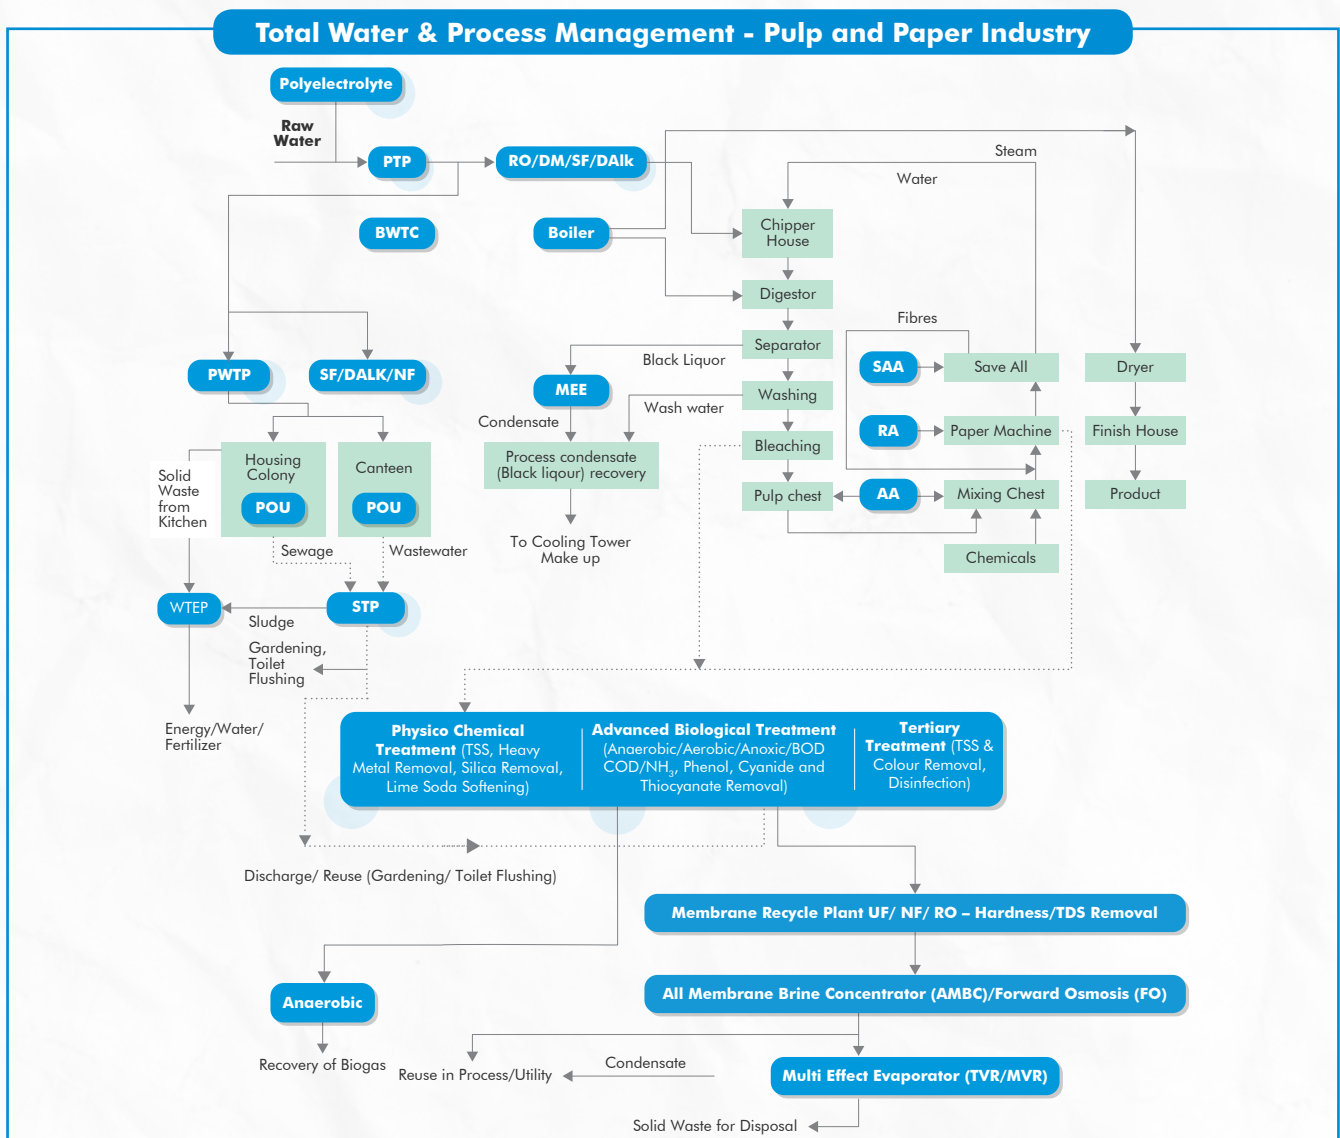 Total Water & Process Management - Pulp and Paper Industry
Polyelectrolyte
Raw
Water
PTP
RO/DM/SF/DAlk
Steam
Water
BWTC
Boiler
Chipper
House
Digestor
Fibres
Separator
Black Liquor
PWTP
SF/DALK/NF
MEE
Washing
Wash water
Condensate
SAA
Save All
Dryer
RA
Paper Machine
Finish House
Housing
Colony
POU
Canteen
POU
Solid
Waste
from
Kitchen
Process condensate
(Black liqour) recovery
Bleaching
Pulp chest
AA
Mixing Chest
Product
To Cooling Tower
Make up
Chemicals
Sewage
Wastewater
WTEP
Sludge
STP
Gardening,
Toilet
Flushing
Energy/Water/
Fertilizer
Physico Chemical
Treatment (TSS, Heavy
Metal Removal, Silica Removal,
Lime Soda Softening)
Advanced Biological Treatment
(Anaerobic/Aerobic/Anoxic/BOD
COD/NH3, Phenol, Cyanide and
Thiocyanate Removal)
Tertiary
Treatment (TSS &
Colour Removal,
Disinfection)
Discharge/ Reuse (Gardening/ Toilet Flushing)
Membrane Recycle Plant UF/ NF/ RO – Hardness/TDS Removal
Anaerobic
All Membrane Brine Concentrator (AMBC)/Forward Osmosis (FO)
Recovery of Biogas
Reuse in Process/Utility
Condensate
Multi Effect Evaporator (TVR/MVR)
Solid Waste for Disposal